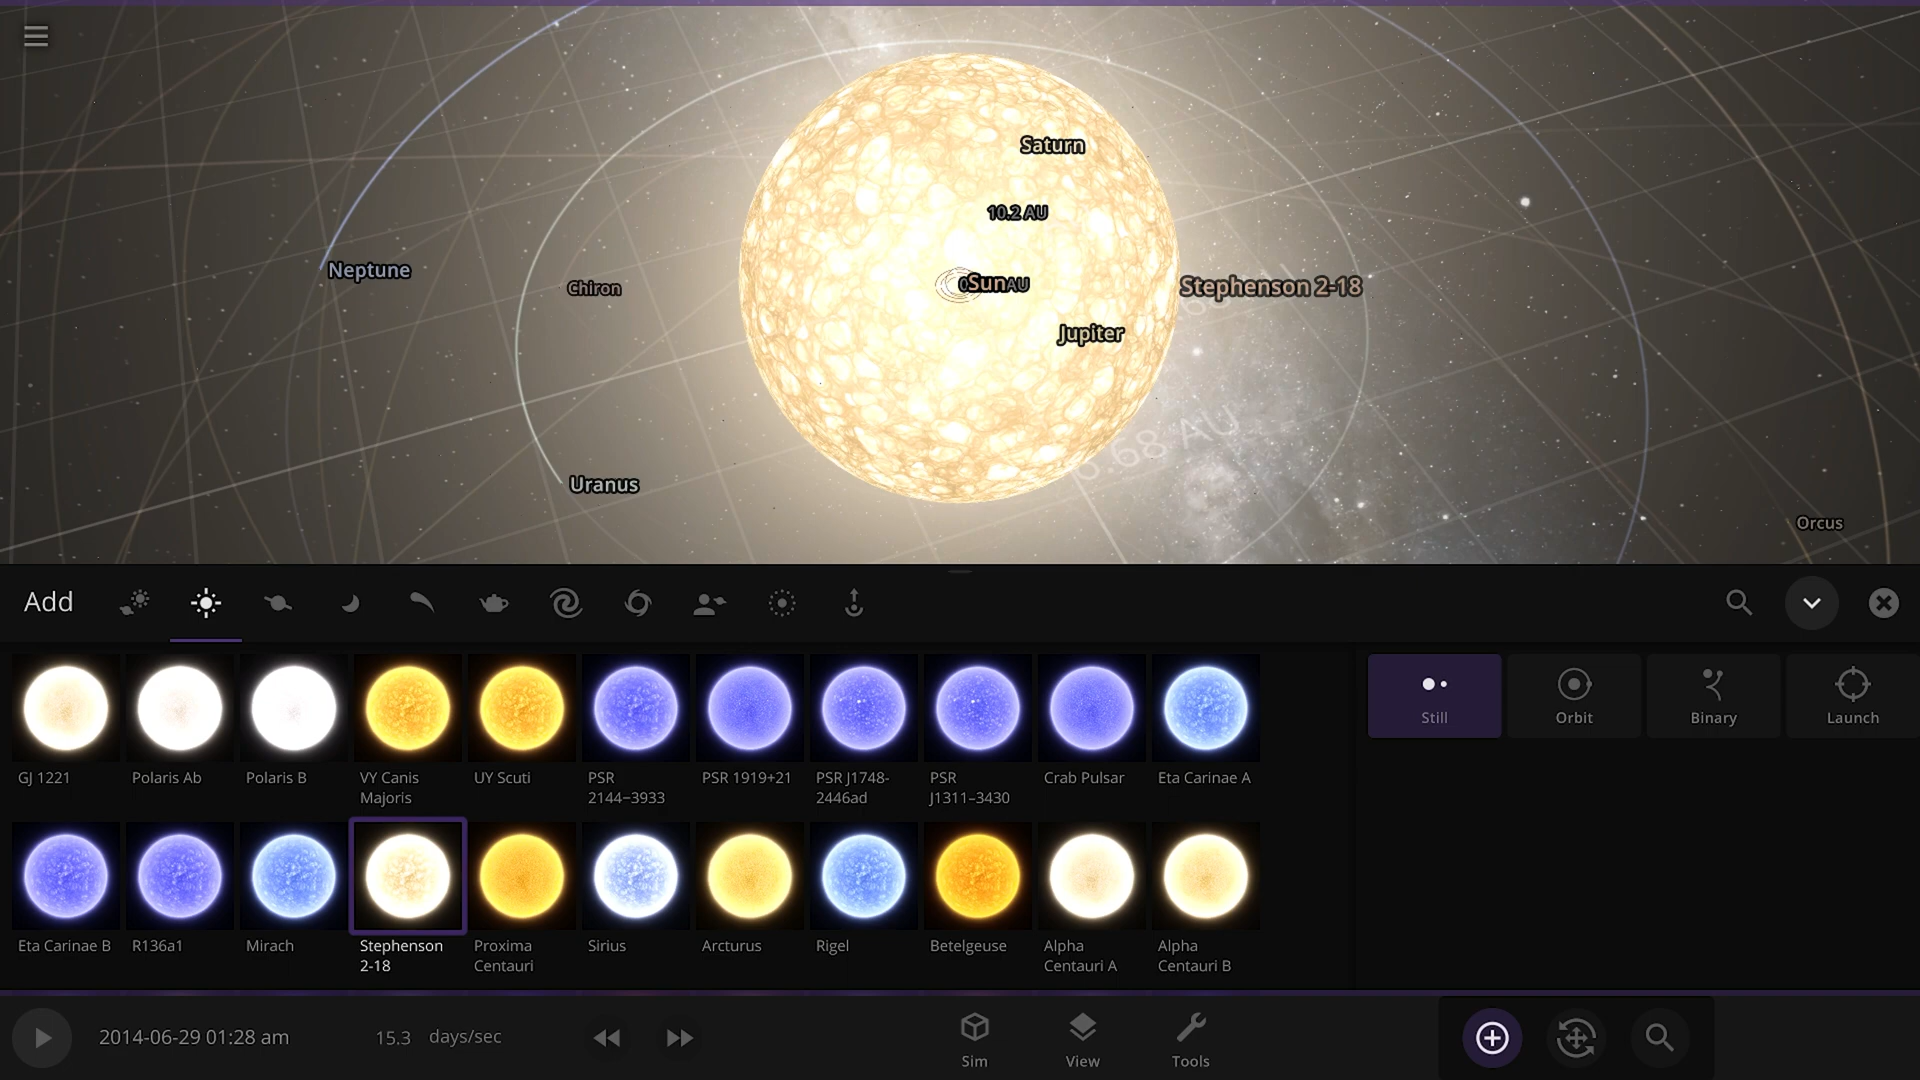 Saturn
10.2 AU
Neptune
Chiron
Sun
AU
Stephenson 2-18
Jupiter
.68 AU
Uranus
Orcus
Add
Still
Orbit
Binary
Launch
GJ 1221
Polaris Ab
Polaris B
VY Canis
Majoris
UY Scuti
PSR
2144−3933
PSR 1919+21
PSR J1748-
2446ad
PSR
J1311–3430
Crab Pulsar
Eta Carinae A
Eta Carinae B
R136a1
Mirach
Stephenson
2-18
Proxima
Centauri
Sirius
Arcturus
Rigel
Betelgeuse
Alpha
Centauri A
Alpha
Centauri B
2014-06-29 01:28 am
15.3 days/sec
Sim
View
Tools